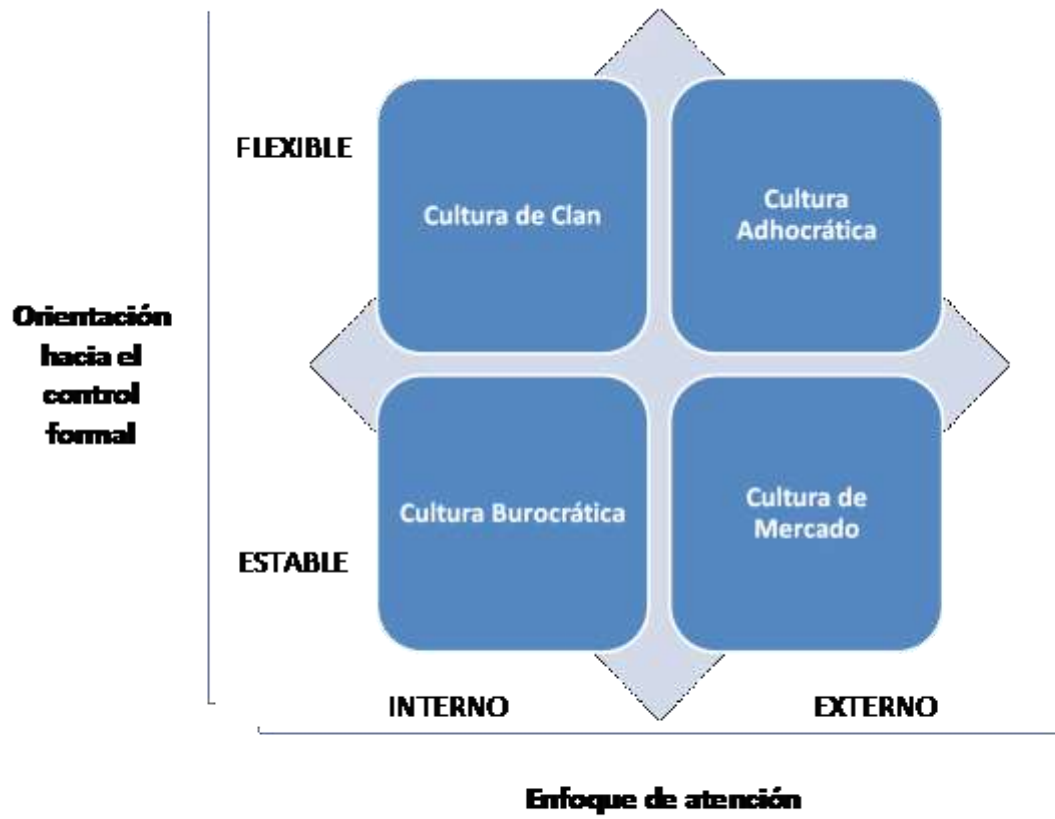 FLEXIBLE
Cultura de Clan
Cultura
Adhocrática
Orientación
hacia el
control
formal
Cultura Burocrática
Cultura de
Mercado
ESTABLE
INTERNO
EXTERNO
Enfoque de atención